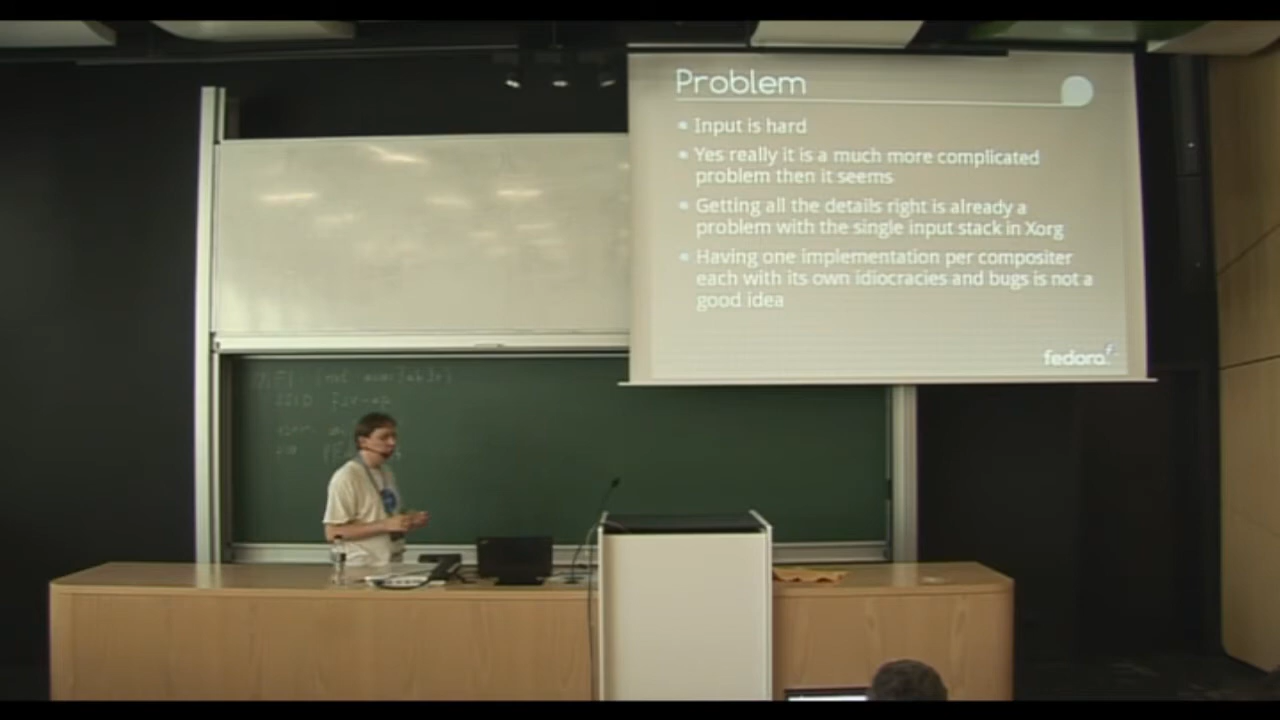 Problem
Input is hard
Yes really it is a much more complicated
problem then it seems
Getting all the details right is already a
problem with the single input stack in Xorg
Having one implementation per compositer
each with its own idiocracies and bugs is not a
good idea
fedora